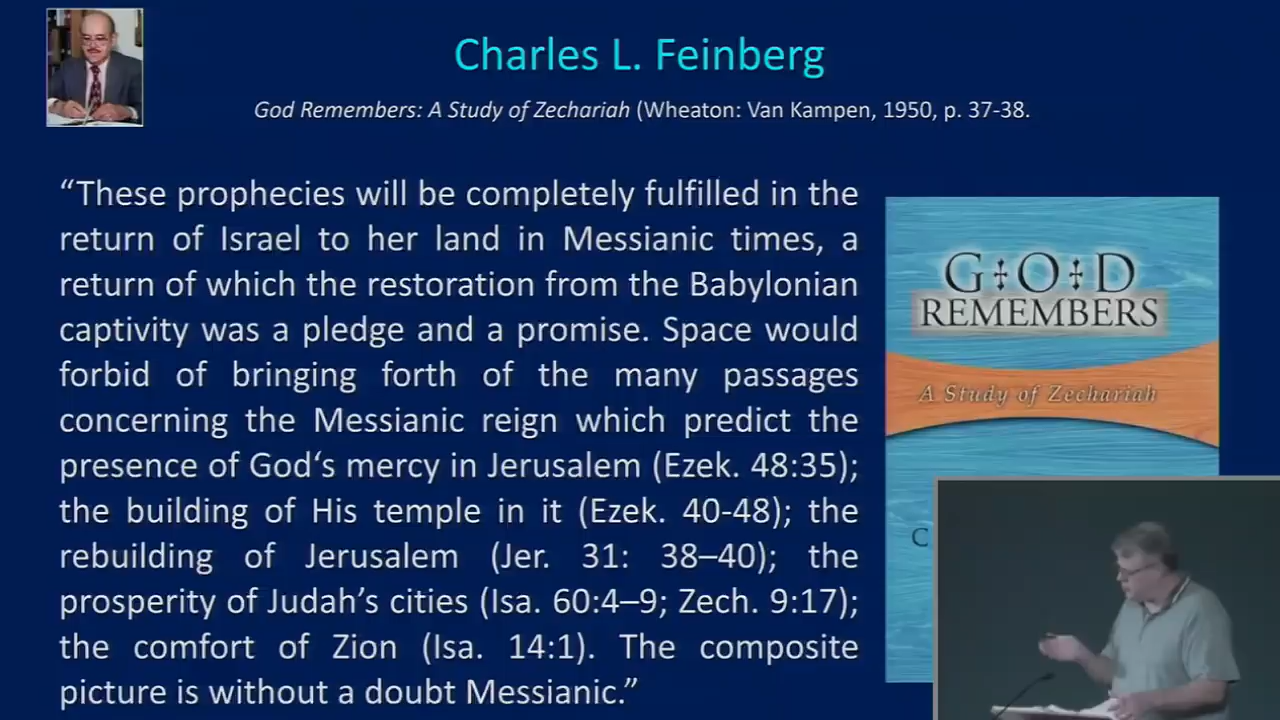 Charles L. Feinberg
God Remembers: A Study of Zechariah (Wheaton: Van Kampen, 1950, p. 37-38.
“These prophecies will be completely fulfilled in the
return of Israel to her land in Messianic times, a
return of which the restoration from the Babylonian
captivity was a pledge and a promise. Space would
forbid of bringing forth of the many passages
concerning the Messianic reign which predict the
presence of God‘s mercy in Jerusalem (Ezek. 48:35);
the building of His temple in it (Ezek. 40-48); the
rebuilding of Jerusalem (Jer. 31: 38–40); the
prosperity of Judah’s cities (Isa. 60:4–9; Zech. 9:17);
the comfort of Zion (Isa. 14:1). The composite
picture is without a doubt Messianic.”
G‡O‡D
REMEMBERS
A Study of Zechariah
C